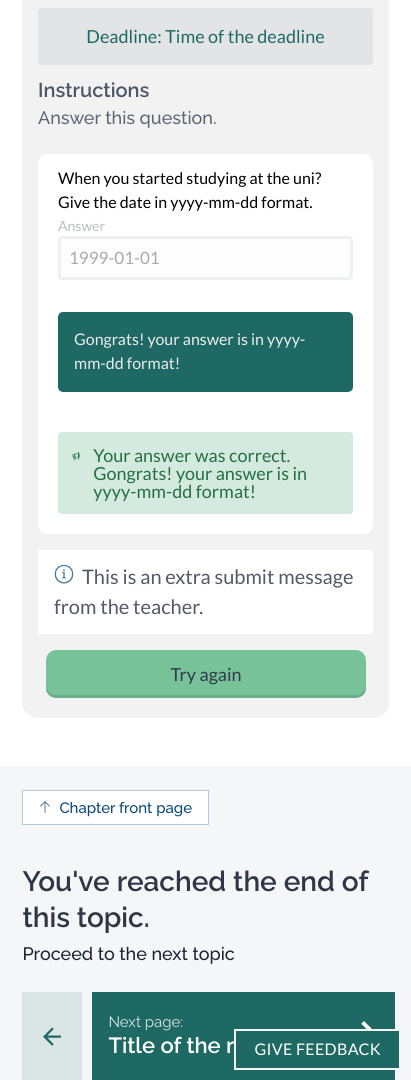 Deadline: Time of the deadline
Instructions
Answer this question.
When you started studying at the uni?
Give the date in yyyy-mm-dd format.
Answer
1999-01-01
Gongrats! your answer is in yyyy-
mm-dd format!
Your answer was correct.
Gongrats! your answer is in
yyyy-mm-dd format!
This is an extra submit message
from the teacher.
Try again
Chapter front page
You've reached the end of
this topic.
Proceed to the next topic
Next page:
Title of the
GIVE FEEDBACK